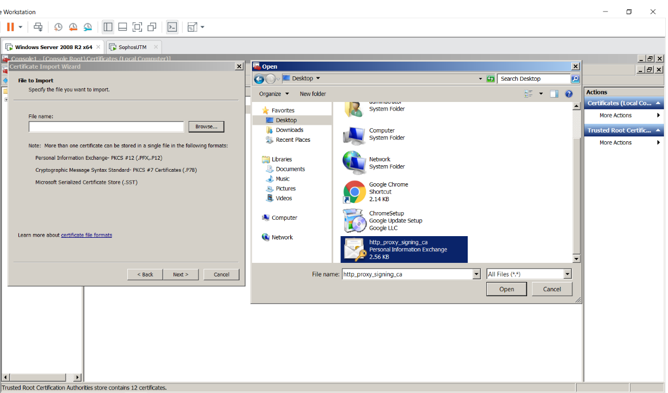 e Workstation
Windows Server 2008 R2 x64
SophosUTM
Console1 - [Console Root\Certificates (Local Computer)]
Certificate Import Wizard
File to Import
Specify the file you want to import.
File name:
Browse...
Note: More than one certificate can be stored in a single file in the following formats:
Personal Information Exchange- PKCS #12 (.PFX,.P12)
Cryptographic Message Syntax Standard- PKCS #7 Certificates (.P7B)
Microsoft Serialized Certificate Store (.SST)
Learn more about certificate file formats
< Back
Next >
Cancel
Open
Desktop
Search Desktop
Organize
New folder
Favorites
Desktop
Downloads
Recent Places
Libraries
Documents
Music
Pictures
Videos
Computer
Network
System Folder
Computer
System Folder
Network
System Folder
Google Chrome
Shortcut
2.14 KB
ChromeSetup
Google Update Setup
Google LLC
http_proxy_signing_ca
Personal Information Exchange
2.56 KB
File name:
http_proxy_signing_ca
All Files (*.*)
Open
Cancel
Actions
Certificates (Local Co...
More Actions
Trusted Root Certific...
More Actions
Trusted Root Certification Authorities store contains 12 certificates.